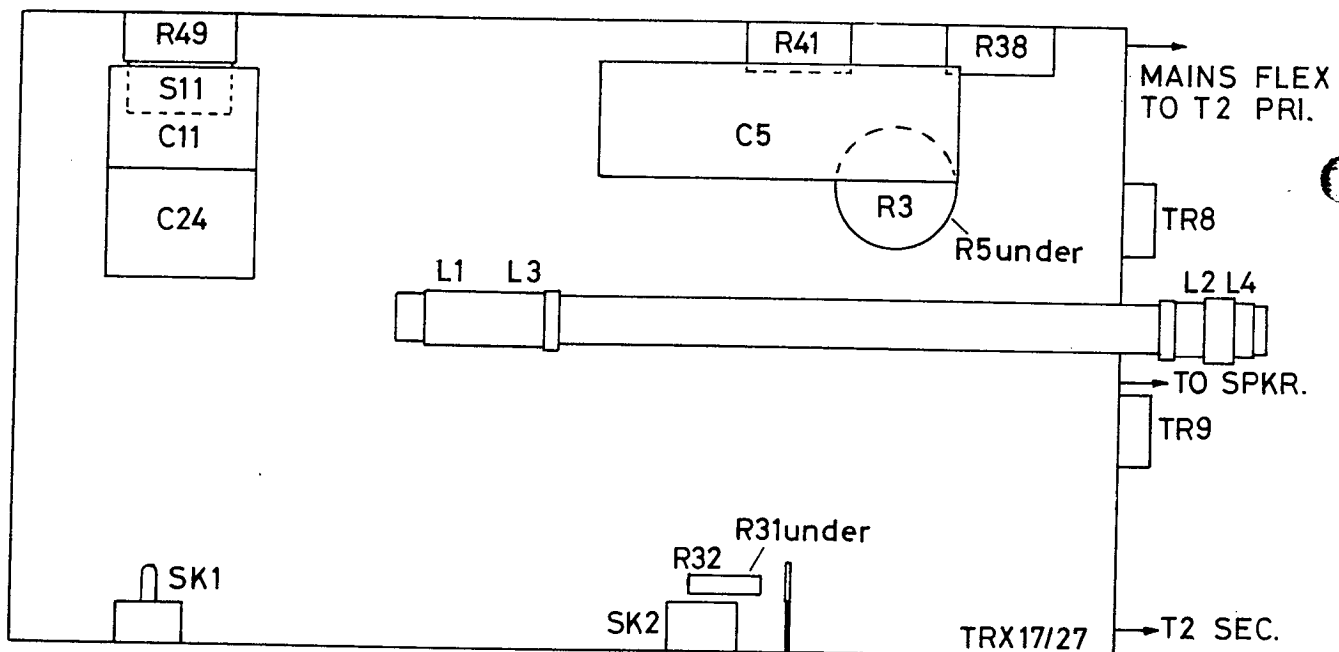 R49
R41
R38
MAINS FLEX
TO T2 PRI.
S11
C11
C5
C24
R3
TR8
R5under
L1 L3
L2 L4
TO SPKR.
TR9
R31under
R32
SK1
SK2
TRX17/27
T2 SEC.